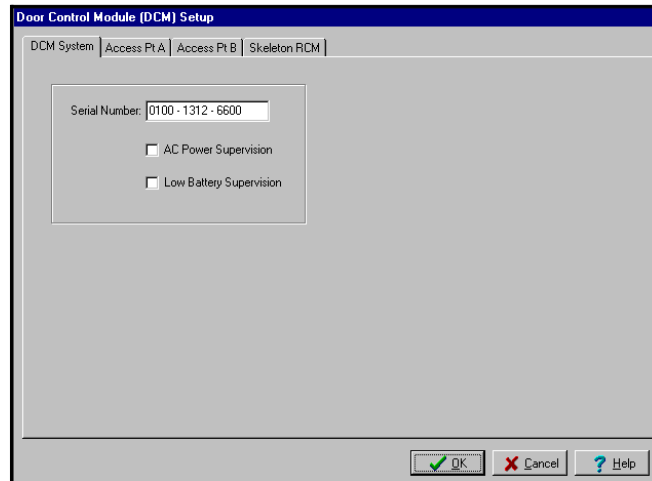 Door Control Module (DCM) Setup
DCM System Access Pt A Access Pt B Skeleton RCM
Serial Number: 0100 - 1312 - 6600
AC Power Supervision
Low Battery Supervision
OK Cancel Help